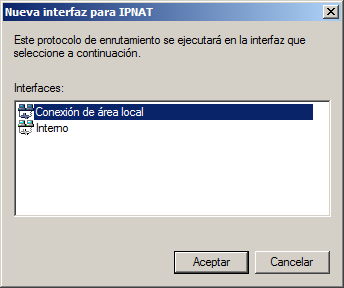 Nueva interfaz para IPNAT
Este protocolo de enrutamiento se ejecutará en la interfaz que
seleccione a continuación.
Interfaces:
Conexión de área local
Interno
Aceptar
Cancelar